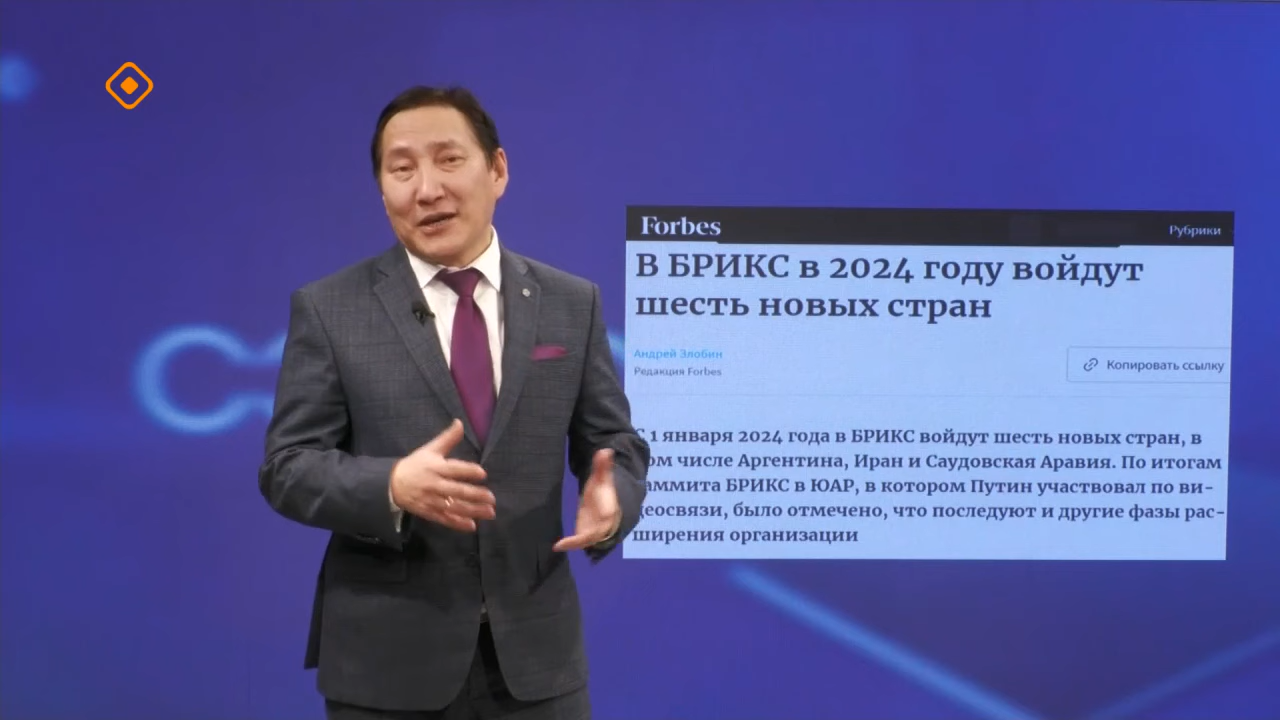 Forbes
Рубрики
В БРИКС в 2024 году войдут
шесть новых стран
Андрей Злобин
Редакция Forbes
Копировать ссылку
С 1 января 2024 года в БРИКС войдут шесть новых стран, в
том числе Аргентина, Иран и Саудовская Аравия. По итогам
саммита БРИКС в ЮАР, в котором Путин участвовал по ви-
деосвязи, было отмечено, что последуют и другие фазы рас-
ширения организации